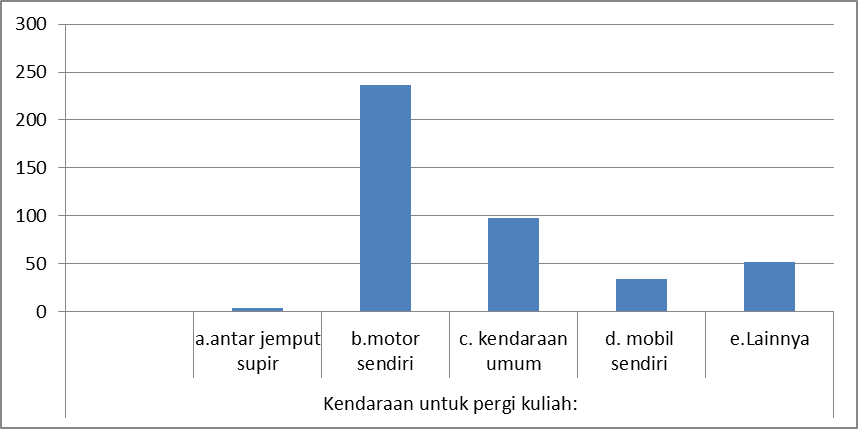 300
250
200
150
100
50
0
a.antar jemput
supir
b.motor
sendiri
c. kendaraan
umum
d. mobil
sendiri
e.Lainnya
Kendaraan untuk pergi kuliah: